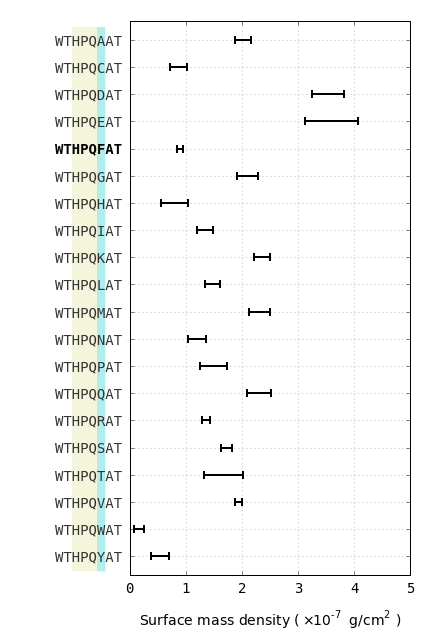 WTHPQAAT
WTHPQCAT
WTHPQDAT
WTHPQEAT
WTHPQFAT
WTHPQGAT
WTHPQHAT
WTHPQIAT
WTHPQKAT
WTHPQLAT
WTHPQMAT
WTHPQNAT
WTHPQPAT
WTHPQQAT
WTHPQRAT
WTHPQSAT
WTHPQTAT
WTHPQVAT
WTHPQWAT
WTHPQYAT
0 1 2 3 4 5
Surface mass density ( ×10⁻⁷ g/cm² )